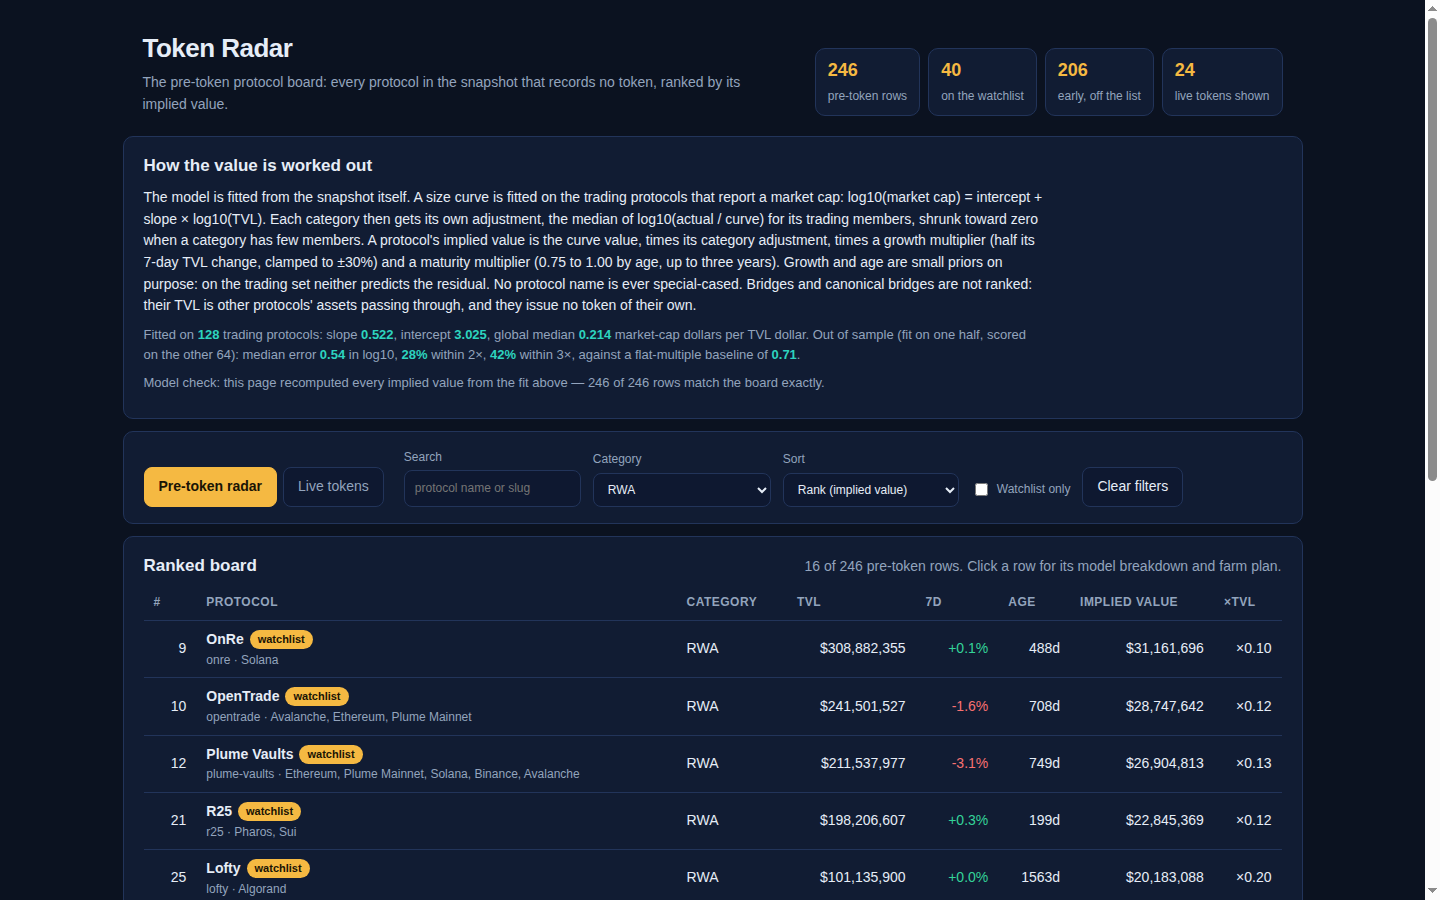 Token Radar
The pre-token protocol board: every protocol in the snapshot that records no token, ranked by its
implied value.
246
pre-token rows
40
on the watchlist
206
early, off the list
24
live tokens shown
How the value is worked out
The model is fitted from the snapshot itself. A size curve is fitted on the trading protocols that report a market cap: log10(market cap) = intercept +
slope × log10(TVL). Each category then gets its own adjustment, the median of log10(actual / curve) for its trading members, shrunk toward zero
when a category has few members. A protocol's implied value is the curve value, times its category adjustment, times a growth multiplier (half its
7-day TVL change, clamped to ±30%) and a maturity multiplier (0.75 to 1.00 by age, up to three years). Growth and age are small priors on
purpose: on the trading set neither predicts the residual. No protocol name is ever special-cased. Bridges and canonical bridges are not ranked:
their TVL is other protocols' assets passing through, and they issue no token of their own.
Fitted on 128 trading protocols: slope 0.522, intercept 3.025, global median 0.214 market-cap dollars per TVL dollar. Out of sample (fit on one half, scored
on the other 64): median error 0.54 in log10, 28% within 2×, 42% within 3×, against a flat-multiple baseline of 0.71.
Model check: this page recomputed every implied value from the fit above — 246 of 246 rows match the board exactly.
Pre-token radar
Live tokens
Search
protocol name or slug
Category
RWA
Sort
Rank (implied value)
Watchlist only
Clear filters
Ranked board
16 of 246 pre-token rows. Click a row for its model breakdown and farm plan.
# PROTOCOL CATEGORY TVL 7D AGE IMPLIED VALUE ×TVL
9 OnRe watchlist RWA $308,882,355 +0.1% 488d $31,161,696 ×0.10
onre · Solana
10 OpenTrade watchlist RWA $241,501,527 -1.6% 708d $28,747,642 ×0.12
opentrade · Avalanche, Ethereum, Plume Mainnet
12 Plume Vaults watchlist RWA $211,537,977 -3.1% 749d $26,904,813 ×0.13
plume-vaults · Ethereum, Plume Mainnet, Solana, Binance, Avalanche
21 R25 watchlist RWA $198,206,607 +0.3% 199d $22,845,369 ×0.12
r25 · Pharos, Sui
25 Lofty watchlist RWA $101,135,900 +0.0% 1563d $20,183,088 ×0.20
lofty · Algorand